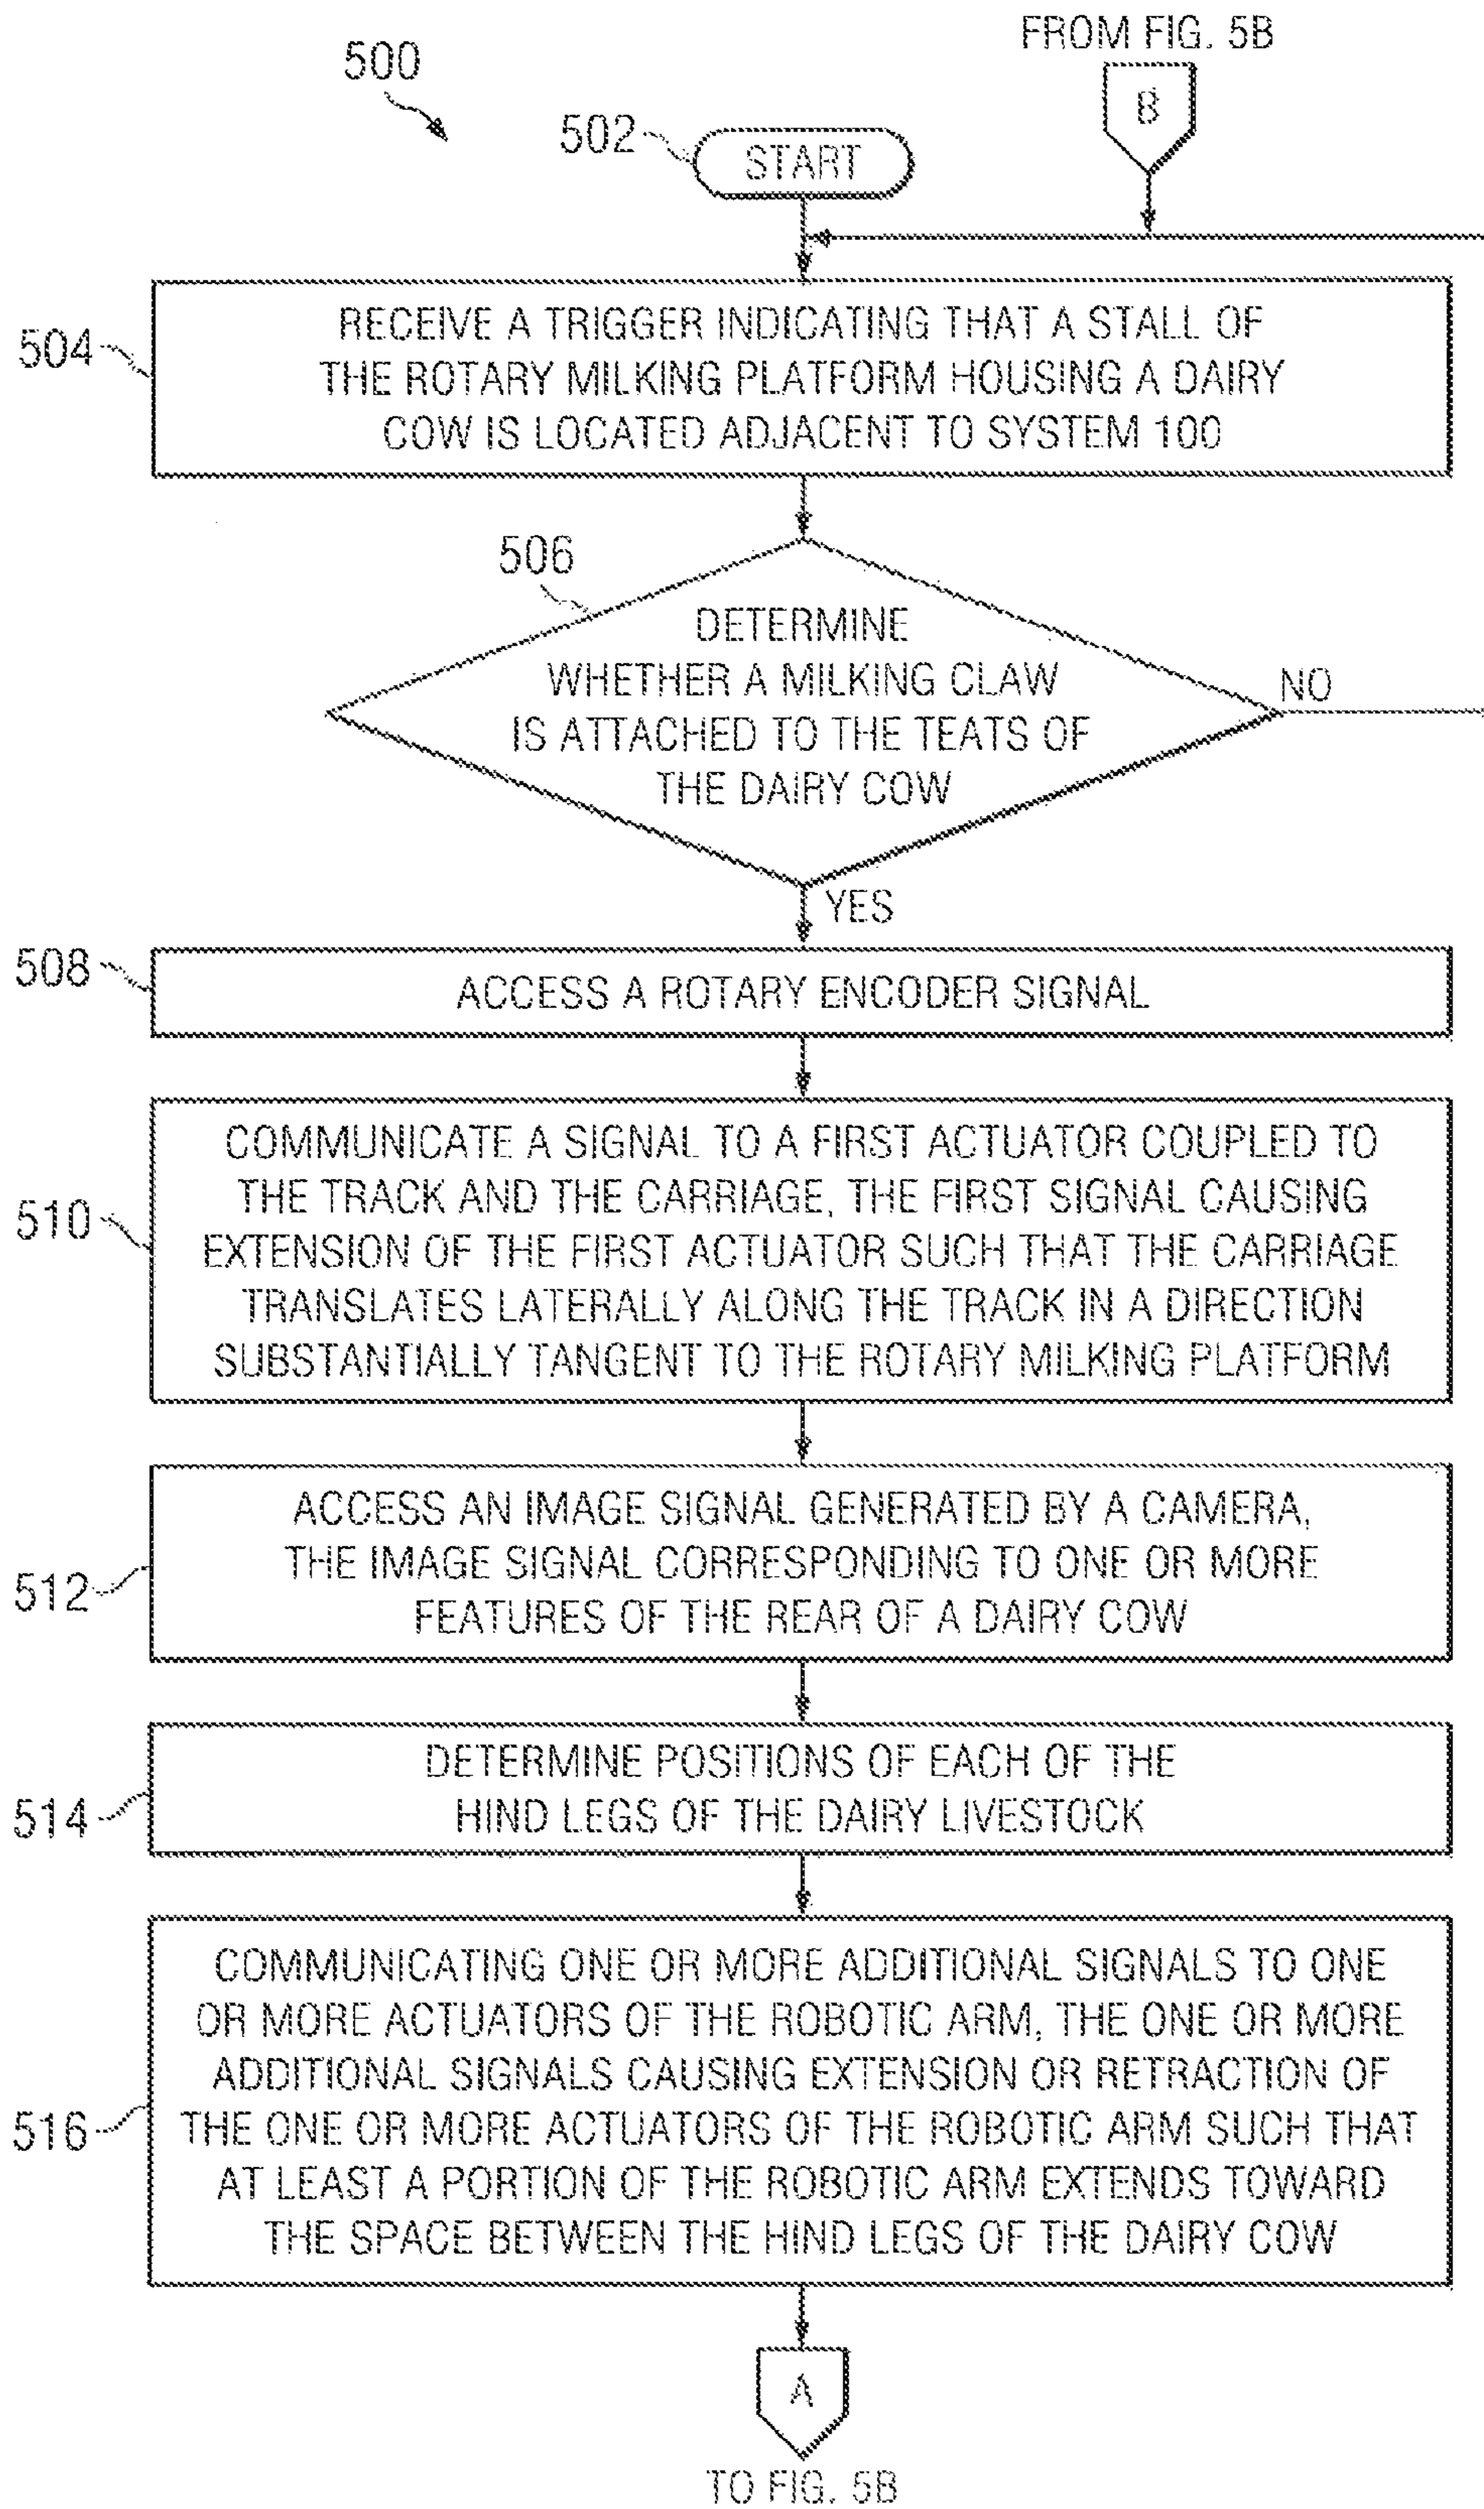 FROM FIG. 5B
500
B
502
START
504
RECEIVE A TRIGGER INDICATING THAT A STALL OF
THE ROTARY MILKING PLATFORM HOUSING A DAIRY
COW IS LOCATED ADJACENT TO SYSTEM 100
506
DETERMINE
WHETHER A MILKING CLAW
IS ATTACHED TO THE TEATS OF
THE DAIRY COW
NO
YES
508
ACCESS A ROTARY ENCODER SIGNAL
510
COMMUNICATE A SIGNAL TO A FIRST ACTUATOR COUPLED TO
THE TRACK AND THE CARRIAGE, THE FIRST SIGNAL CAUSING
EXTENSION OF THE FIRST ACTUATOR SUCH THAT THE CARRIAGE
TRANSLATES LATERALLY ALONG THE TRACK IN A DIRECTION
SUBSTANTIALLY TANGENT TO THE ROTARY MILKING PLATFORM
512
ACCESS AN IMAGE SIGNAL GENERATED BY A CAMERA,
THE IMAGE SIGNAL CORRESPONDING TO ONE OR MORE
FEATURES OF THE REAR OF A DAIRY COW
514
DETERMINE POSITIONS OF EACH OF THE
HIND LEGS OF THE DAIRY LIVESTOCK
516
COMMUNICATING ONE OR MORE ADDITIONAL SIGNALS TO ONE
OR MORE ACTUATORS OF THE ROBOTIC ARM, THE ONE OR MORE
ADDITIONAL SIGNALS CAUSING EXTENSION OR RETRACTION OF
THE ONE OR MORE ACTUATORS OF THE ROBOTIC ARM SUCH THAT
AT LEAST A PORTION OF THE ROBOTIC ARM EXTENDS TOWARD
THE SPACE BETWEEN THE HIND LEGS OF THE DAIRY COW
A
TO FIG. 5B